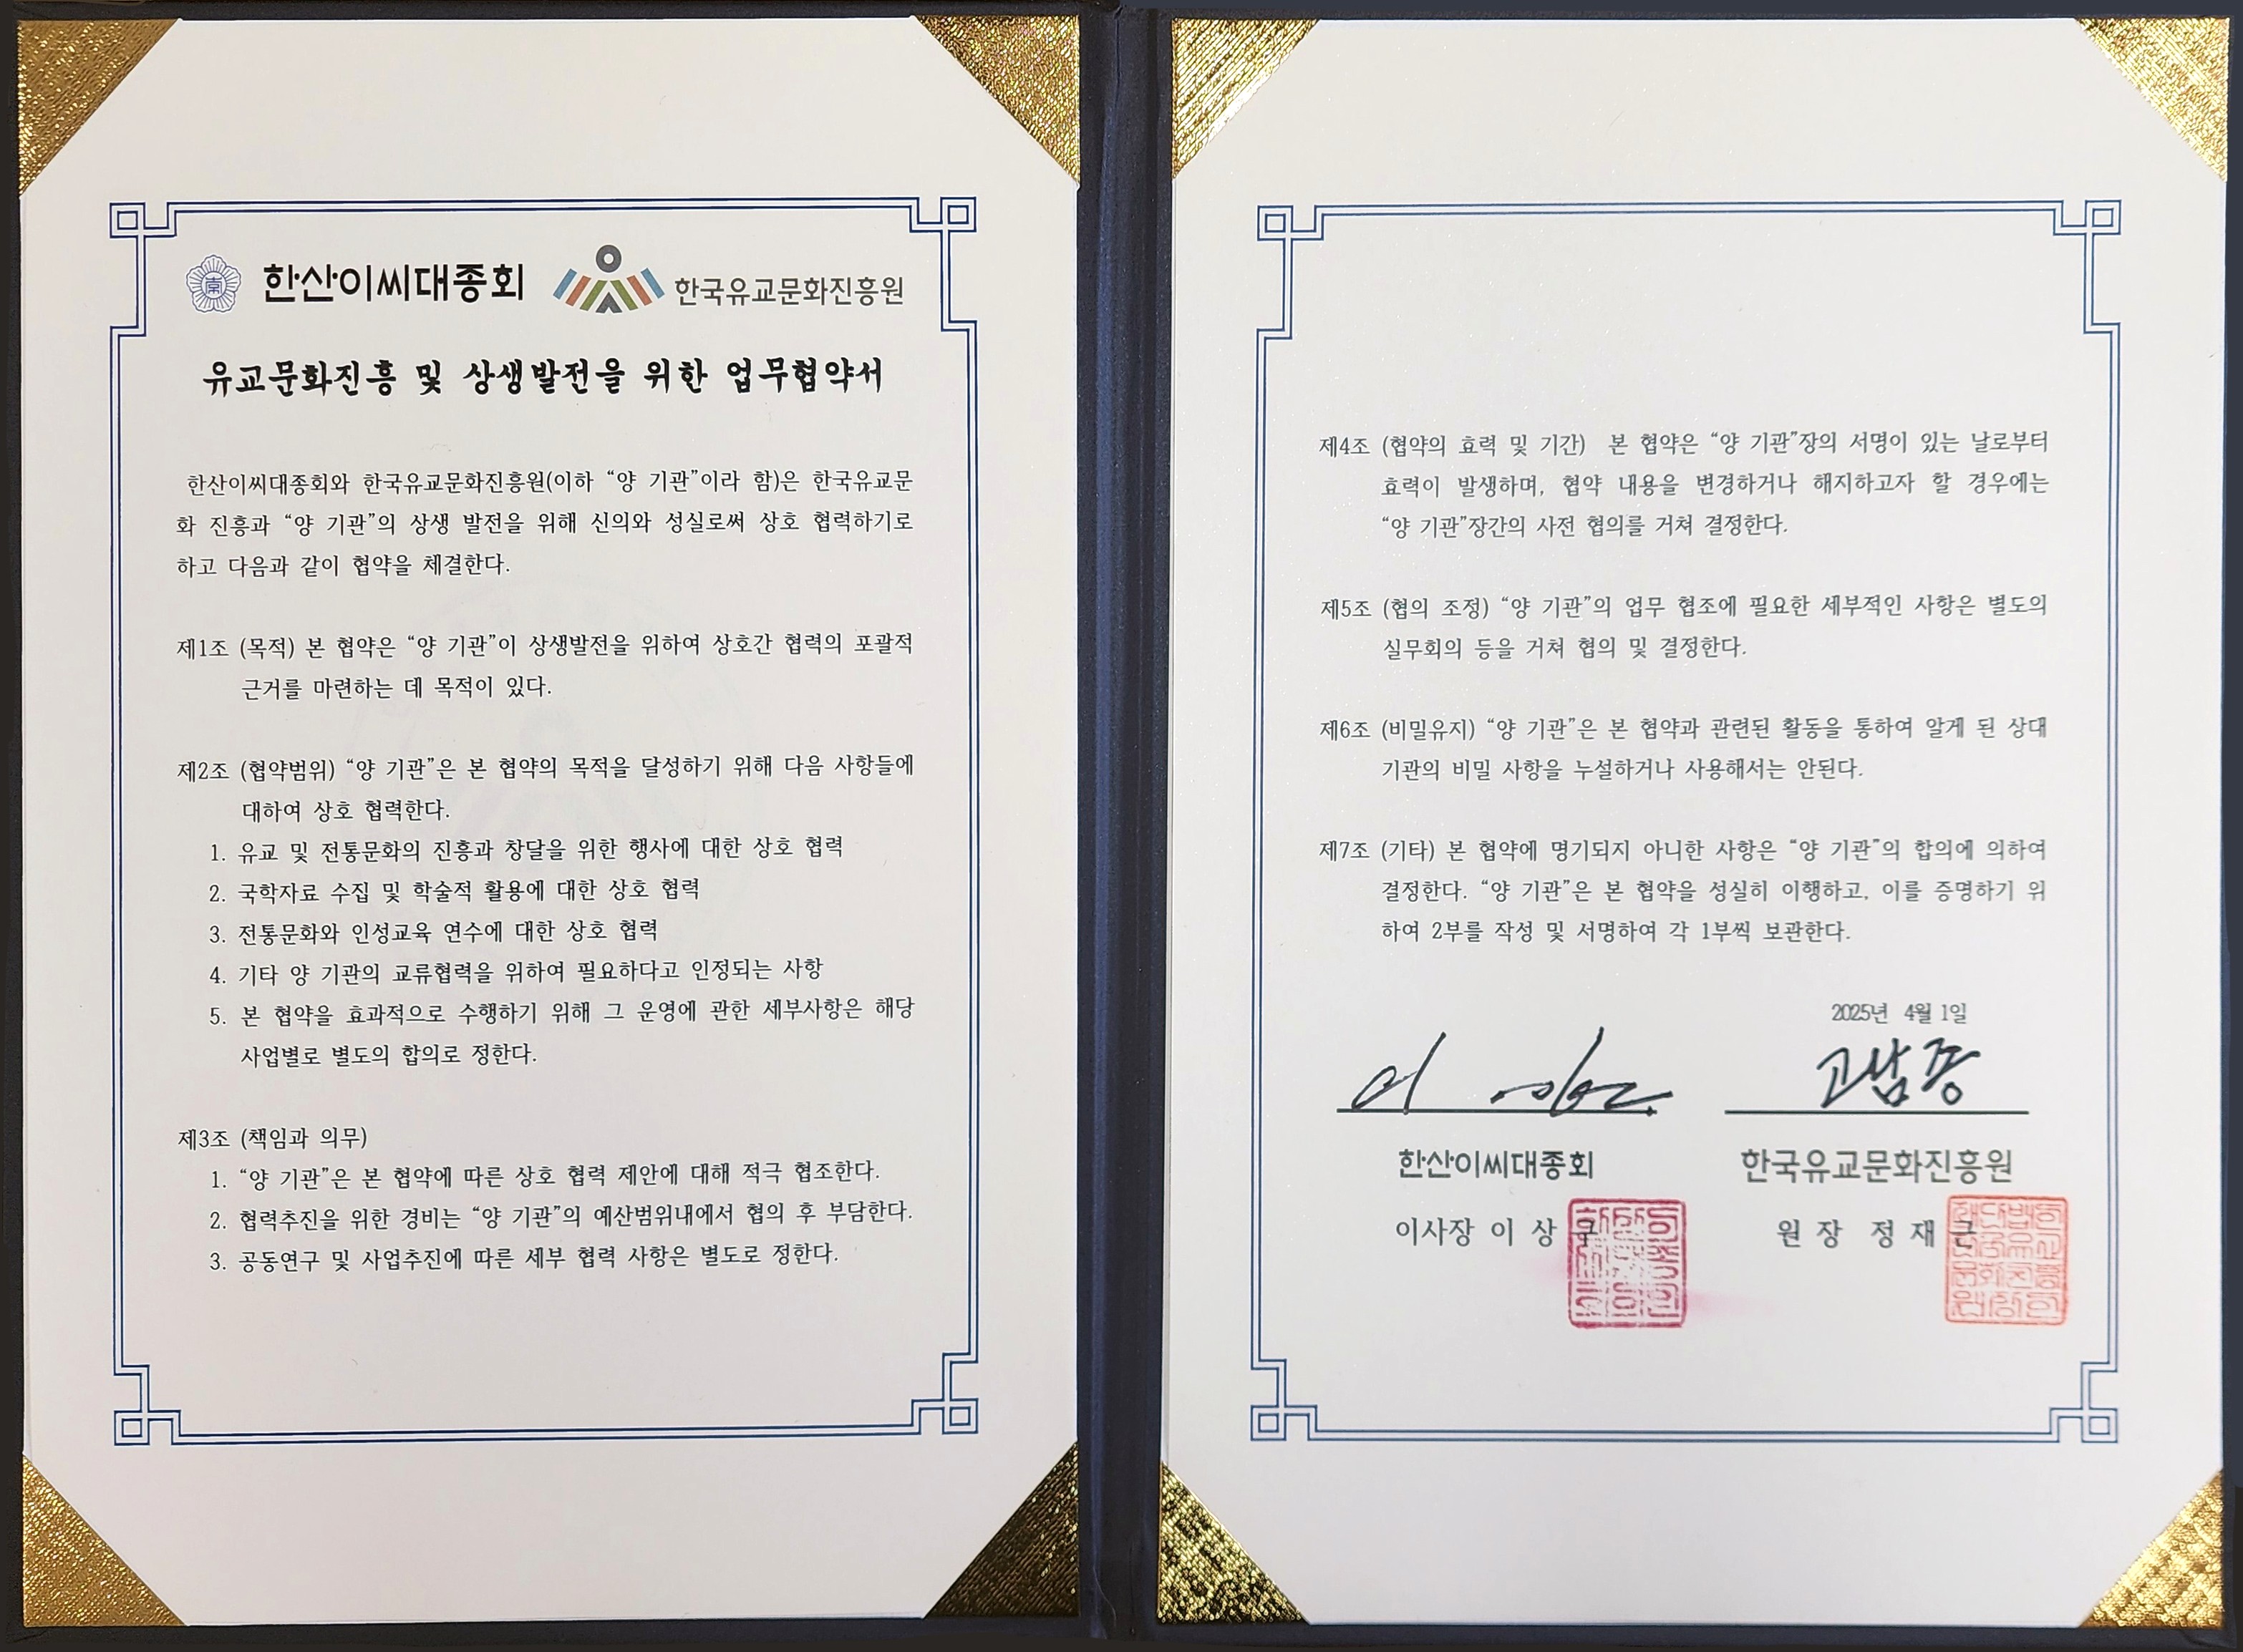 한산이씨대종회 한국유교문화진흥원
유교문화진흥 및 상생발전을 위한 업무협약서
한산이씨대종회와 한국유교문화진흥원(이하 “양 기관”이라 함)은 한국유교문
화 진흥과 “양 기관”의 상생 발전을 위해 신의와 성실로써 상호 협력하기로
하고 다음과 같이 협약을 체결한다.
제1조 (목적) 본 협약은 “양 기관”이 상생발전을 위하여 상호간 협력의 포괄적
근거를 마련하는 데 목적이 있다.
제2조 (협약범위) “양 기관”은 본 협약의 목적을 달성하기 위해 다음 사항들에
대하여 상호 협력한다.
1. 유교 및 전통문화의 진흥과 창달을 위한 행사에 대한 상호 협력
2. 국학자료 수집 및 학술적 활용에 대한 상호 협력
3. 전통문화와 인성교육 연수에 대한 상호 협력
4. 기타 양 기관의 교류협력을 위하여 필요하다고 인정되는 사항
5. 본 협약을 효과적으로 수행하기 위해 그 운영에 관한 세부사항은 해당
사업별로 별도의 합의로 정한다.
제3조 (책임과 의무)
1. “양 기관”은 본 협약에 따른 상호 협력 제안에 대해 적극 협조한다.
2. 협력추진을 위한 경비는 “양 기관”의 예산범위내에서 협의 후 부담한다.
3. 공동연구 및 사업추진에 따른 세부 협력 사항은 별도로 정한다.
제4조 (협약의 효력 및 기간) 본 협약은 “양 기관”장의 서명이 있는 날로부터
효력이 발생하며, 협약 내용을 변경하거나 해지하고자 할 경우에는
“양 기관”장간의 사전 협의를 거쳐 결정한다.
제5조 (협의 조정) “양 기관”의 업무 협조에 필요한 세부적인 사항은 별도의
실무회의 등을 거쳐 협의 및 결정한다.
제6조 (비밀유지) “양 기관”은 본 협약과 관련된 활동을 통하여 알게 된 상대
기관의 비밀 사항을 누설하거나 사용해서는 안된다.
제7조 (기타) 본 협약에 명기되지 아니한 사항은 “양 기관”의 합의에 의하여
결정한다. “양 기관”은 본 협약을 성실히 이행하고, 이를 증명하기 위
하여 2부를 작성 및 서명하여 각 1부씩 보관한다.
2025년 4월 1일
고남종
한산이씨대종회 한국유교문화진흥원
이사장 이 상 구 원 장 정 재 근